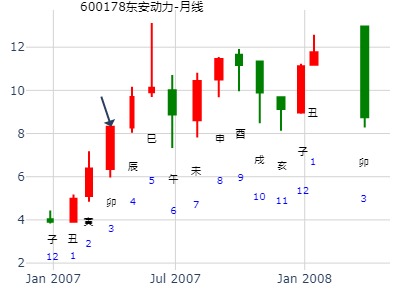 600178东安动力-月线
12
10
8
6
4
2
子
丑
寅
卯
辰
巳
午
未
申
酉
戌
亥
子
丑
卯
12
1
2
3
4
5
6
7
8
9
10
11
12
1
3
Jan 2007
Jul 2007
Jan 2008